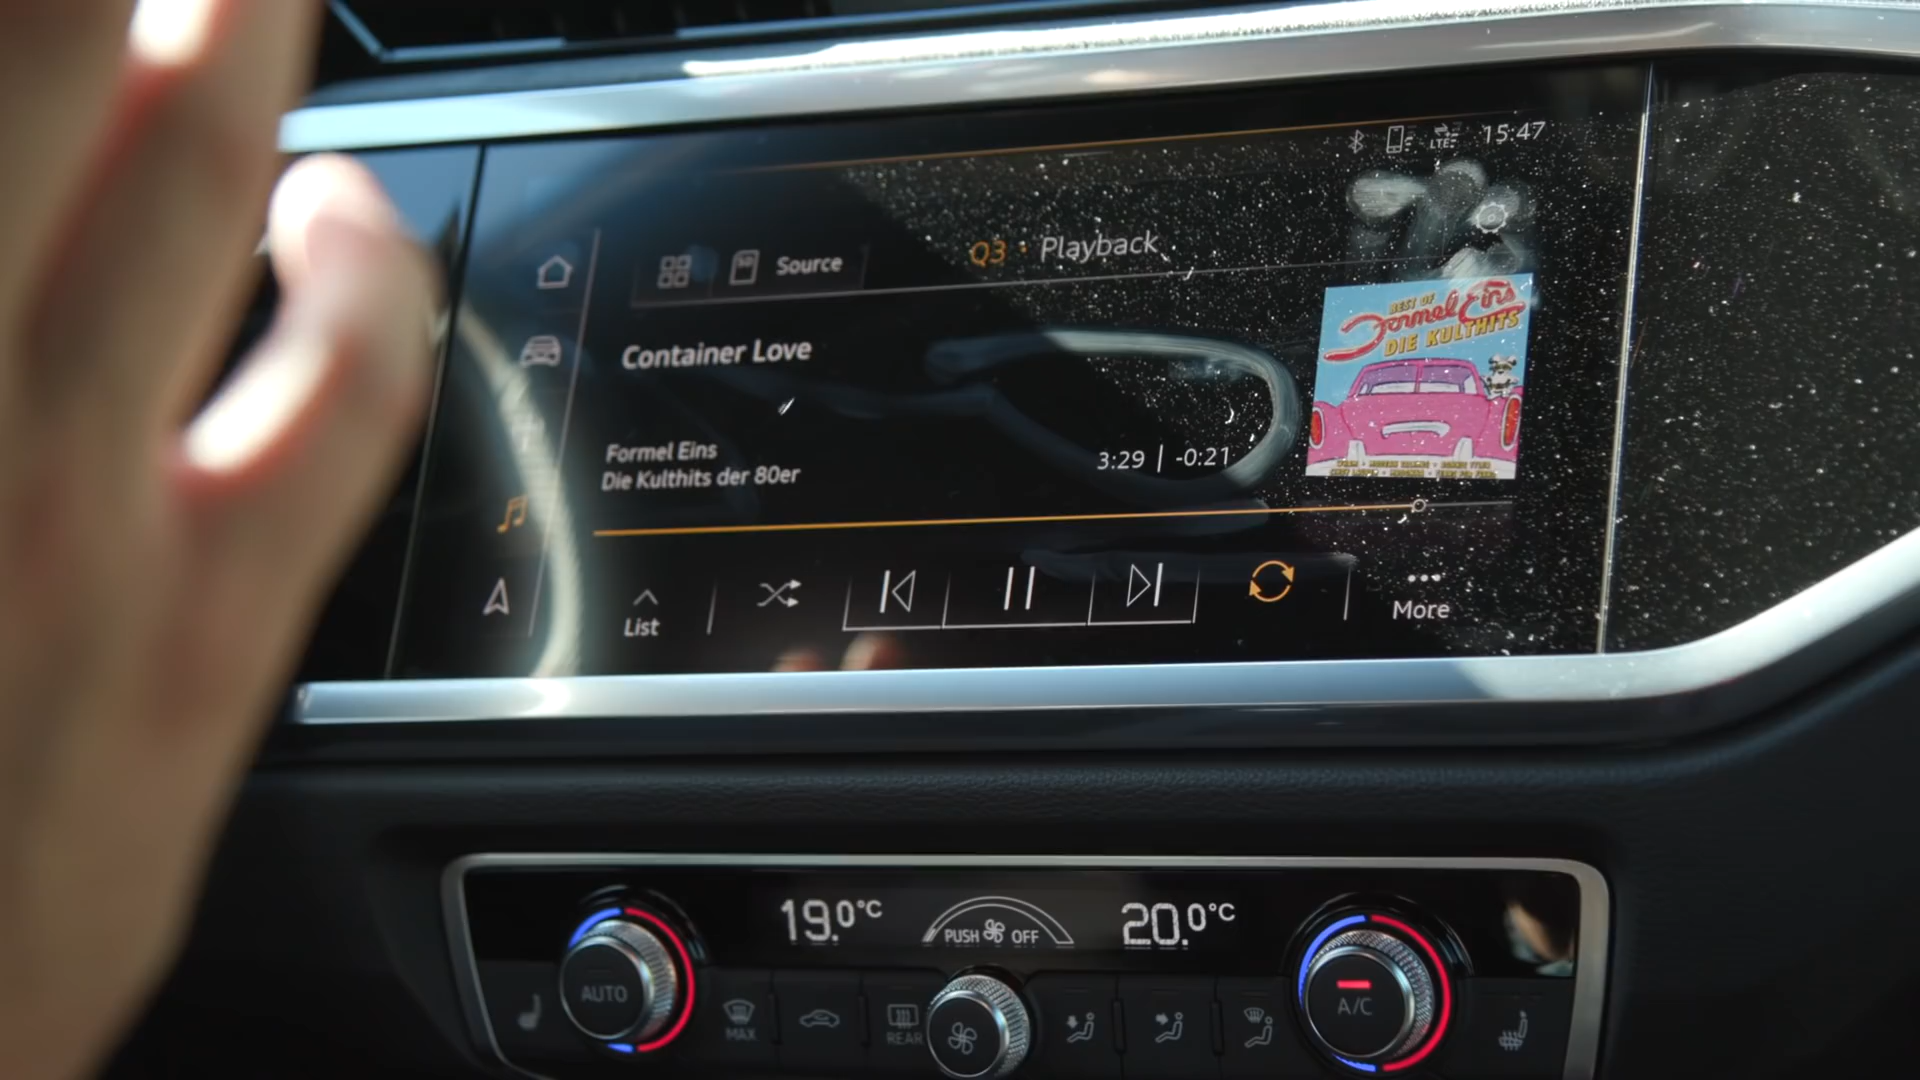 LTE 15:47
Source
Q3 · Playback
BEST OF
Formel Eins
DIE KULTHITS
Container Love
Formel Eins
Die Kulthits der 80er
3:29 | -0:21
List
More
19.0°C
PUSH OFF
20.0°C
AUTO
MAX
REAR
A/C